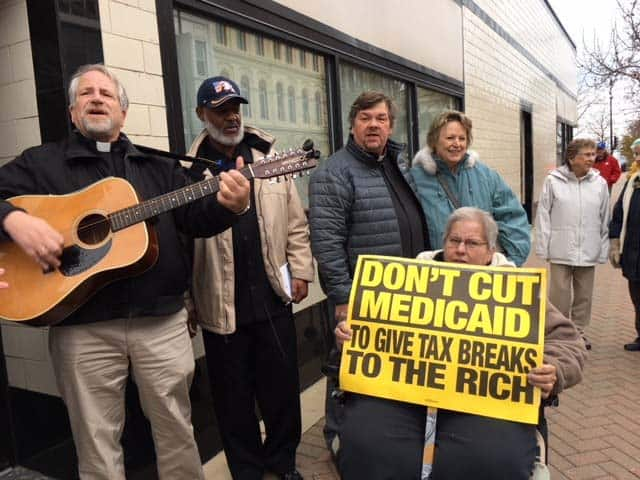 DON'T CUT
MEDICAID
TO GIVE TAX BREAKS
TO THE RICH